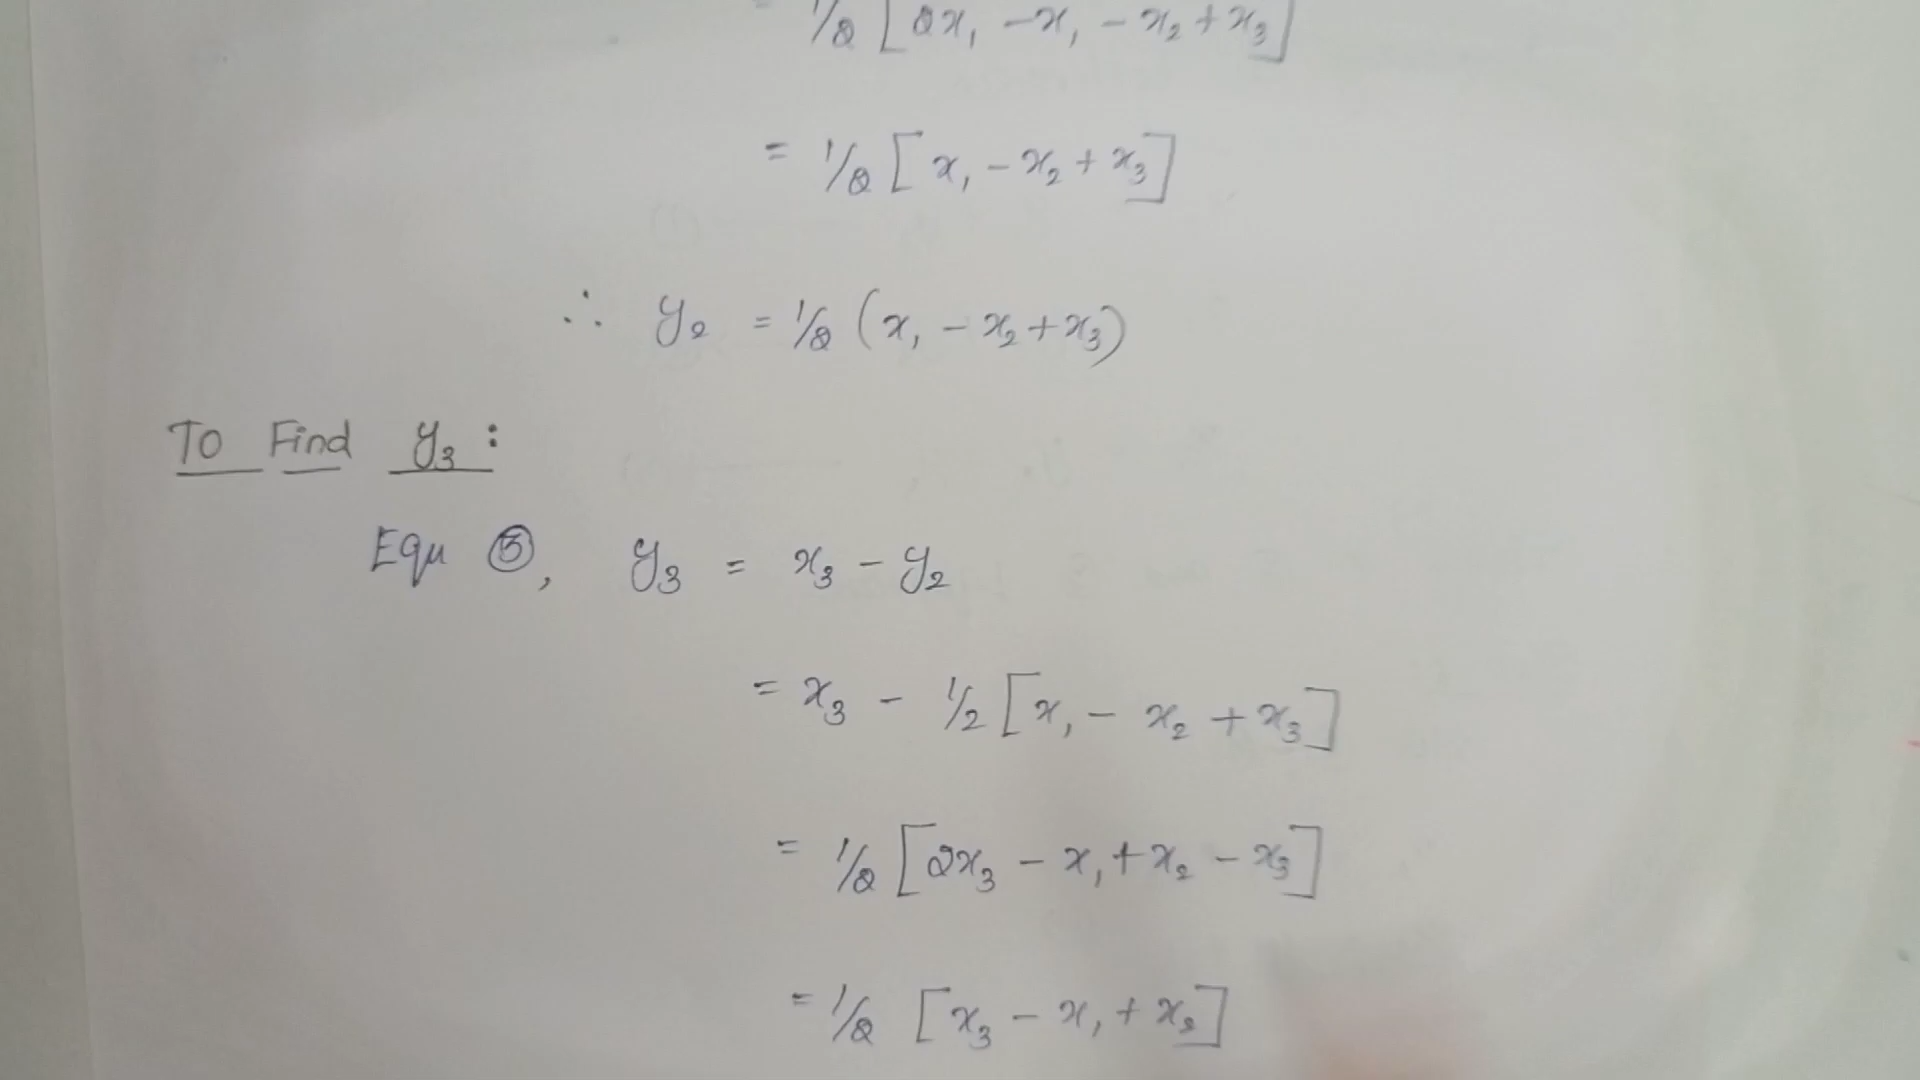 = 1/2 [2x₁ - x₁ - x₂ + x₃]
= 1/2 [x₁ - x₂ + x₃]
∴ y₂ = 1/2 (x₁ - x₂ + x₃)
To Find y₃ :
Equ ⑤, y₃ = x₃ - y₂
= x₃ - 1/2 [x₁ - x₂ + x₃]
= 1/2 [2x₃ - x₁ + x₂ - x₃]
= 1/2 [x₃ - x₁ + x₂]